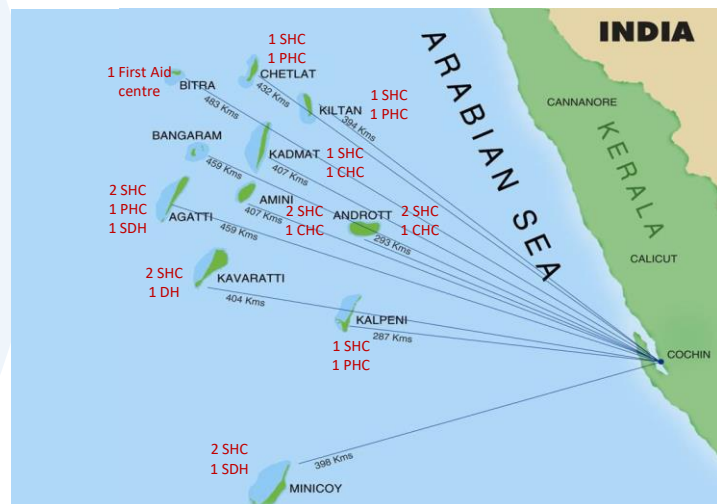 INDIA
ARABIAN SEA
KERALA
CANNANORE
CALICUT
COCHIN
1 SHC
1 PHC
CHETLAT
432 Kms
1 First Aid
centre
BITRA
483 Kms
1 SHC
1 PHC
KILTAN
394 Kms
BANGARAM
459 Kms
KADMAT
407 Kms
1 SHC
1 CHC
2 SHC
1 PHC
1 SDH
AGATTI
459 Kms
AMINI
407 Kms
2 SHC
1 CHC
ANDROTT
293 Kms
2 SHC
1 CHC
2 SHC
1 DH
KAVARATTI
404 Kms
KALPENI
287 Kms
1 SHC
1 PHC
2 SHC
1 SDH
398 Kms
MINICOY